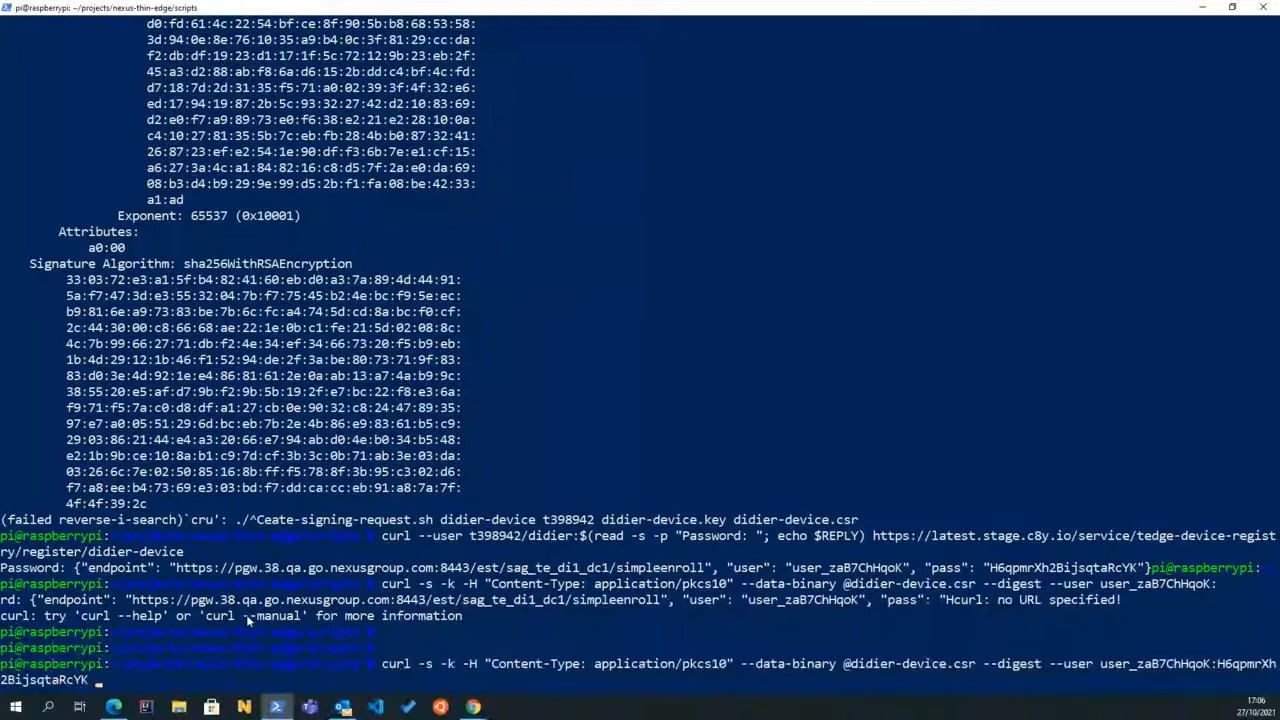 pi@raspberrypi: ~/projects/nexus-thin-edge/scripts
d0:fd:61:4c:22:54:bf:ce:8f:90:5b:b8:68:53:58:
3d:94:0e:8e:76:10:35:a9:b4:0c:3f:81:29:cc:da:
f2:db:df:19:23:d1:17:1f:5c:72:12:9b:23:eb:2f:
45:a3:d2:88:ab:f8:6a:d6:15:2b:dd:c4:bf:4c:fd:
d7:18:7d:2d:31:35:f5:71:a0:02:39:3f:4f:32:e6:
ed:17:94:19:87:2b:5c:93:32:27:42:d2:10:83:69:
d2:e0:f7:a9:89:73:e0:f6:38:e2:21:e2:28:10:0a:
c4:10:27:81:35:5b:7c:eb:fb:28:4b:b0:87:32:41:
26:87:23:ef:e2:54:1e:90:df:f3:6b:7e:e1:cf:15:
a6:27:3a:4c:a1:84:82:16:c8:d5:7f:2a:e0:da:69:
08:b3:d4:b9:29:9e:99:d5:2b:f1:fa:08:be:42:33:
a1:ad
Exponent: 65537 (0x10001)
Attributes:
a0:00
Signature Algorithm: sha256WithRSAEncryption
33:03:72:e3:a1:5f:b4:82:41:60:eb:d0:a3:7a:89:4d:44:91:
5a:f7:47:3d:e3:55:32:04:7b:f7:75:45:b2:4e:bc:f9:5e:ec:
b9:81:6e:a9:73:83:be:7b:6c:fc:a4:74:5d:cd:8a:bc:f0:cf:
2c:44:30:00:c8:66:68:ae:22:1e:0b:c1:fe:21:5d:02:08:8c:
4c:7b:99:66:27:71:db:f2:4e:34:ef:34:66:73:20:f5:b9:eb:
1b:4d:29:12:1b:46:f1:52:94:de:2f:3a:be:80:73:71:9f:83:
83:d0:3e:4d:92:1e:e4:86:81:61:2e:0a:ab:13:a7:4a:b9:9c:
38:55:20:e5:af:d7:9b:f2:9b:5b:19:2f:e7:bc:22:f8:e3:6a:
f9:71:f5:7a:c0:d8:df:a1:27:cb:0e:90:32:c8:24:47:89:35:
97:e7:a0:05:51:29:6d:bc:eb:7b:2e:4b:86:e9:83:61:b5:c9:
29:03:86:21:44:e4:a3:20:66:e7:94:ab:d0:4e:b0:34:b5:48:
e2:1b:9b:ce:10:8a:b1:c9:7d:cf:3b:3c:0b:71:ab:3e:03:da:
03:26:6c:7e:02:50:85:16:8b:ff:f5:78:8f:3b:95:c3:02:d6:
f7:a8:ee:b4:73:69:e3:03:bd:f7:dd:ca:cc:eb:91:a8:7a:7f:
4f:4f:39:2c
(failed reverse-i-search)`cru': ./^Ceate-signing-request.sh didier-device t398942 didier-device.key didier-device.csr
pi@raspberrypi:~/projects/nexus-thin-edge/scripts $ curl --user t398942/didier:$(read -s -p "Password: "; echo $REPLY) https://latest.stage.c8y.io/service/tedge-device-regist
ry/register/didier-device
Password: {"endpoint": "https://pgw.38.qa.go.nexusgroup.com:8443/est/sag_te_di1_dc1/simpleenroll", "user": "user_zaB7ChHqoK", "pass": "H6qpmrXh2BijsqtaRcYK"}pi@raspberrypi:
pi@raspberrypi:~/projects/nexus-thin-edge/scripts $ curl -s -k -H "Content-Type: application/pkcs10" --data-binary @didier-device.csr --digest --user user_zaB7ChHqoK:
rd: {"endpoint": "https://pgw.38.qa.go.nexusgroup.com:8443/est/sag_te_di1_dc1/simpleenroll", "user": "user_zaB7ChHqoK", "pass": "Hcurl: no URL specified!
curl: try 'curl --help' or 'curl --manual' for more information
pi@raspberrypi:~/projects/nexus-thin-edge/scripts $
pi@raspberrypi:~/projects/nexus-thin-edge/scripts $
pi@raspberrypi:~/projects/nexus-thin-edge/scripts $ curl -s -k -H "Content-Type: application/pkcs10" --data-binary @didier-device.csr --digest --user user_zaB7ChHqoK:H6qpmrXh
2BijsqtaRcYK
17:06
27/10/2021